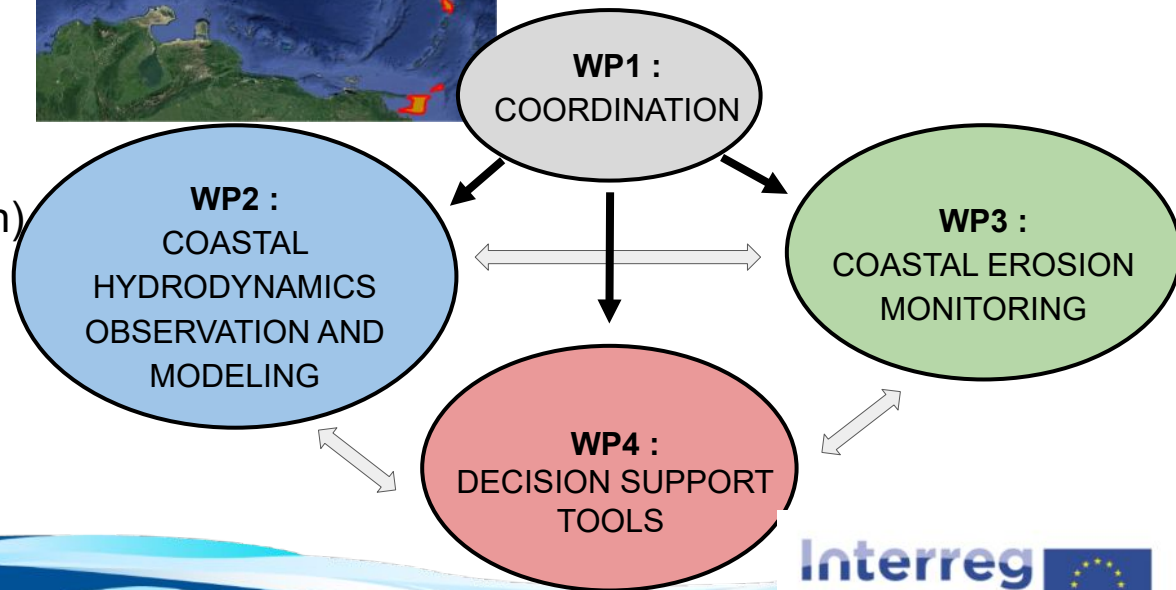 WP1 :
COORDINATION
WP2 :
COASTAL
HYDRODYNAMICS
OBSERVATION AND
MODELING
WP3 :
COASTAL EROSION
MONITORING
WP4 :
DECISION SUPPORT
TOOLS
Interreg